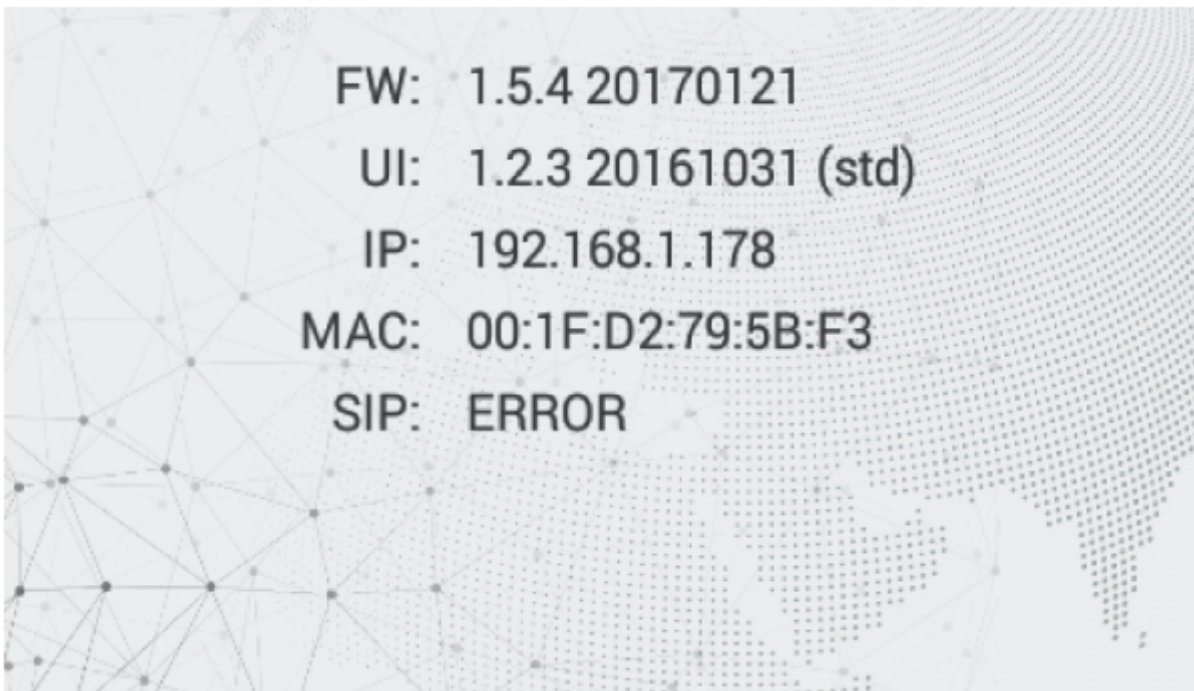 FW: 1.5.4 20170121
UI: 1.2.3 20161031 (std)
IP: 192.168.1.178
MAC: 00:1F:D2:79:5B:F3
SIP: ERROR